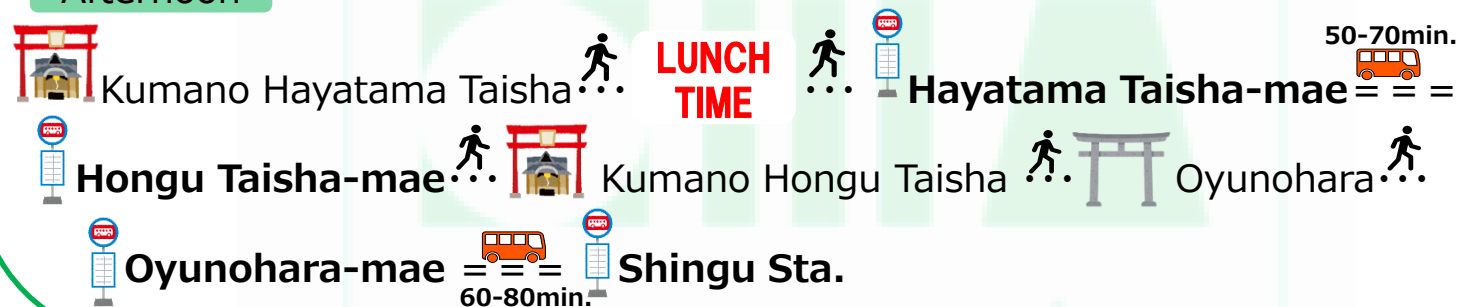 Afternoon
Kumano Hayatama Taisha LUNCH TIME Hayatama Taisha-mae = = = 50-70min.
Hongu Taisha-mae Kumano Hongu Taisha Oyunohara
Oyunohara-mae = = = 60-80min. Shingu Sta.